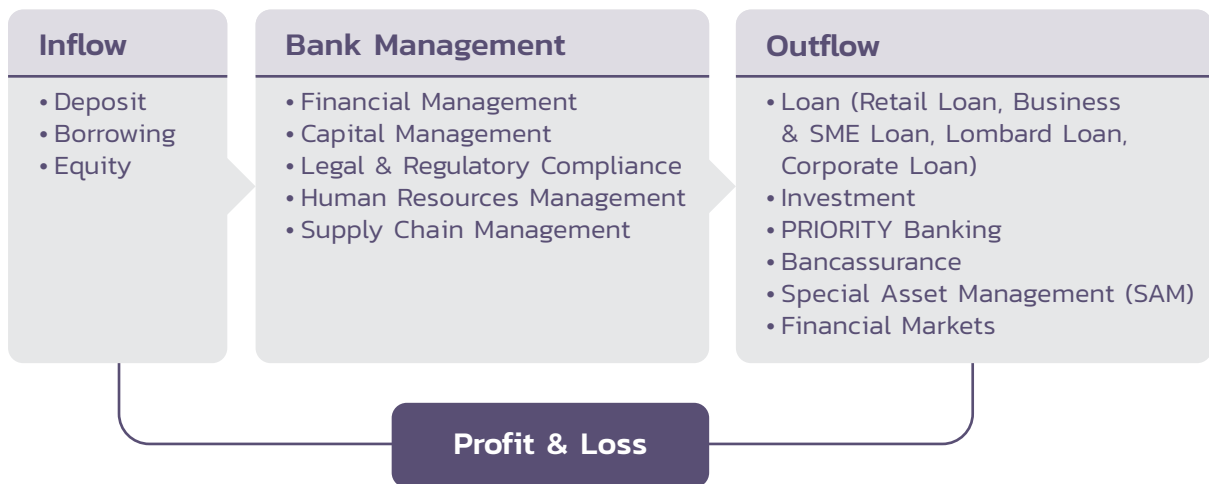 Inflow
• Deposit
• Borrowing
• Equity
Bank Management
• Financial Management
• Capital Management
• Legal & Regulatory Compliance
• Human Resources Management
• Supply Chain Management
Outflow
• Loan (Retail Loan, Business
& SME Loan, Lombard Loan,
Corporate Loan)
• Investment
• PRIORITY Banking
• Bancassurance
• Special Asset Management (SAM)
• Financial Markets
Profit & Loss